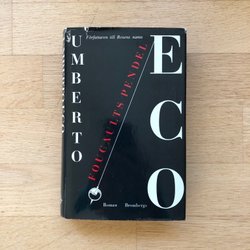 Författaren till Rosens namn
UMBERTO
ECO
FOUCAULTS PENDEL
Roman Brombergs